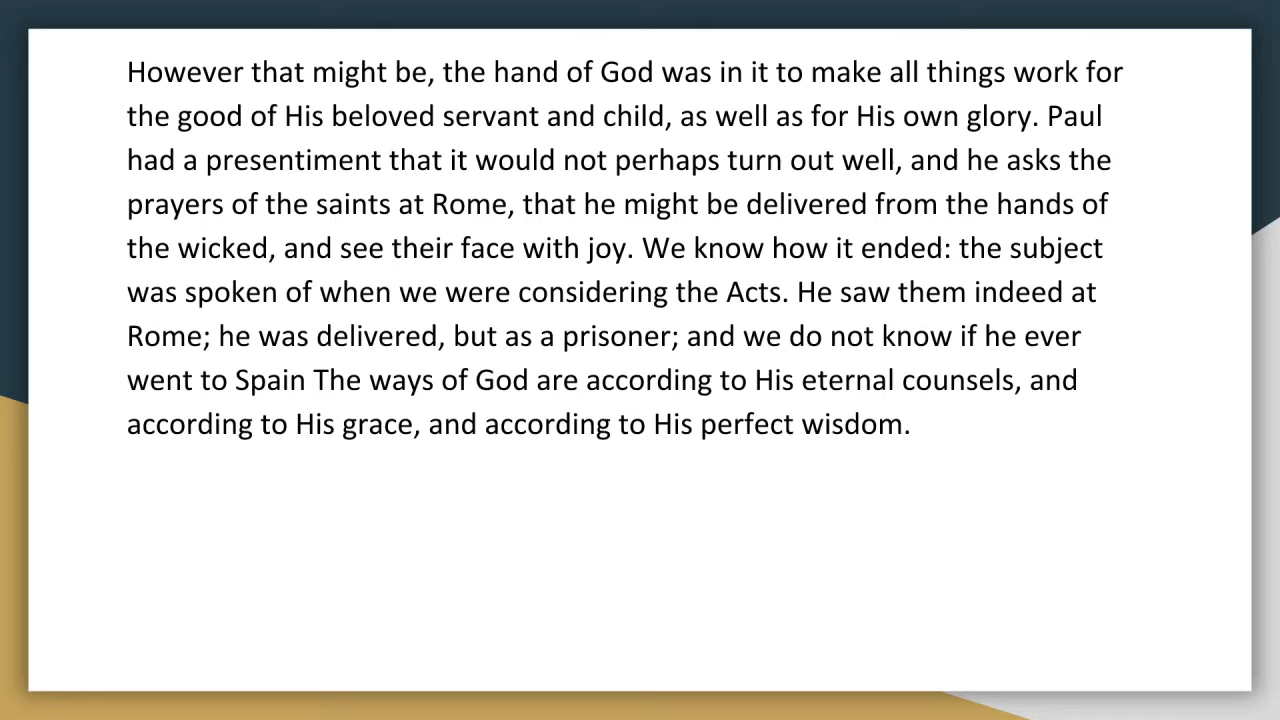 However that might be, the hand of God was in it to make all things work for
the good of His beloved servant and child, as well as for His own glory. Paul
had a presentiment that it would not perhaps turn out well, and he asks the
prayers of the saints at Rome, that he might be delivered from the hands of
the wicked, and see their face with joy. We know how it ended: the subject
was spoken of when we were considering the Acts. He saw them indeed at
Rome; he was delivered, but as a prisoner; and we do not know if he ever
went to Spain The ways of God are according to His eternal counsels, and
according to His grace, and according to His perfect wisdom.